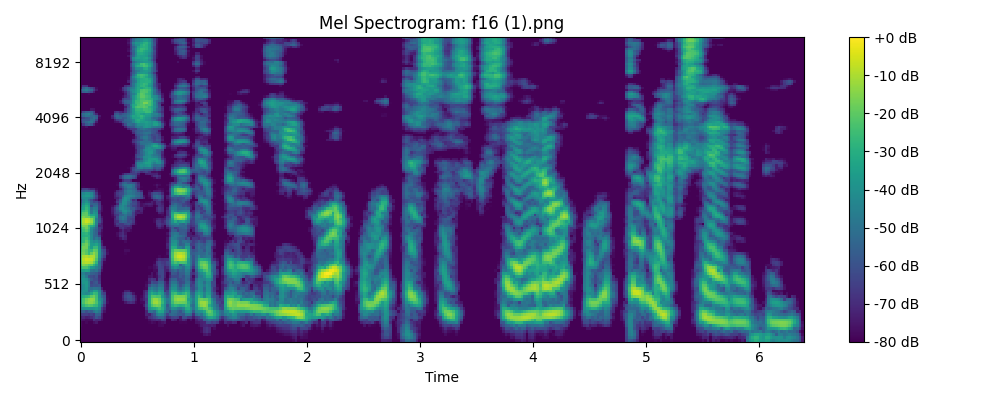 Mel Spectrogram: f16 (1).png
Hz
8192
4096
2048
1024
512
0
0 1 2 3 4 5 6
Time
+0 dB
-10 dB
-20 dB
-30 dB
-40 dB
-50 dB
-60 dB
-70 dB
-80 dB